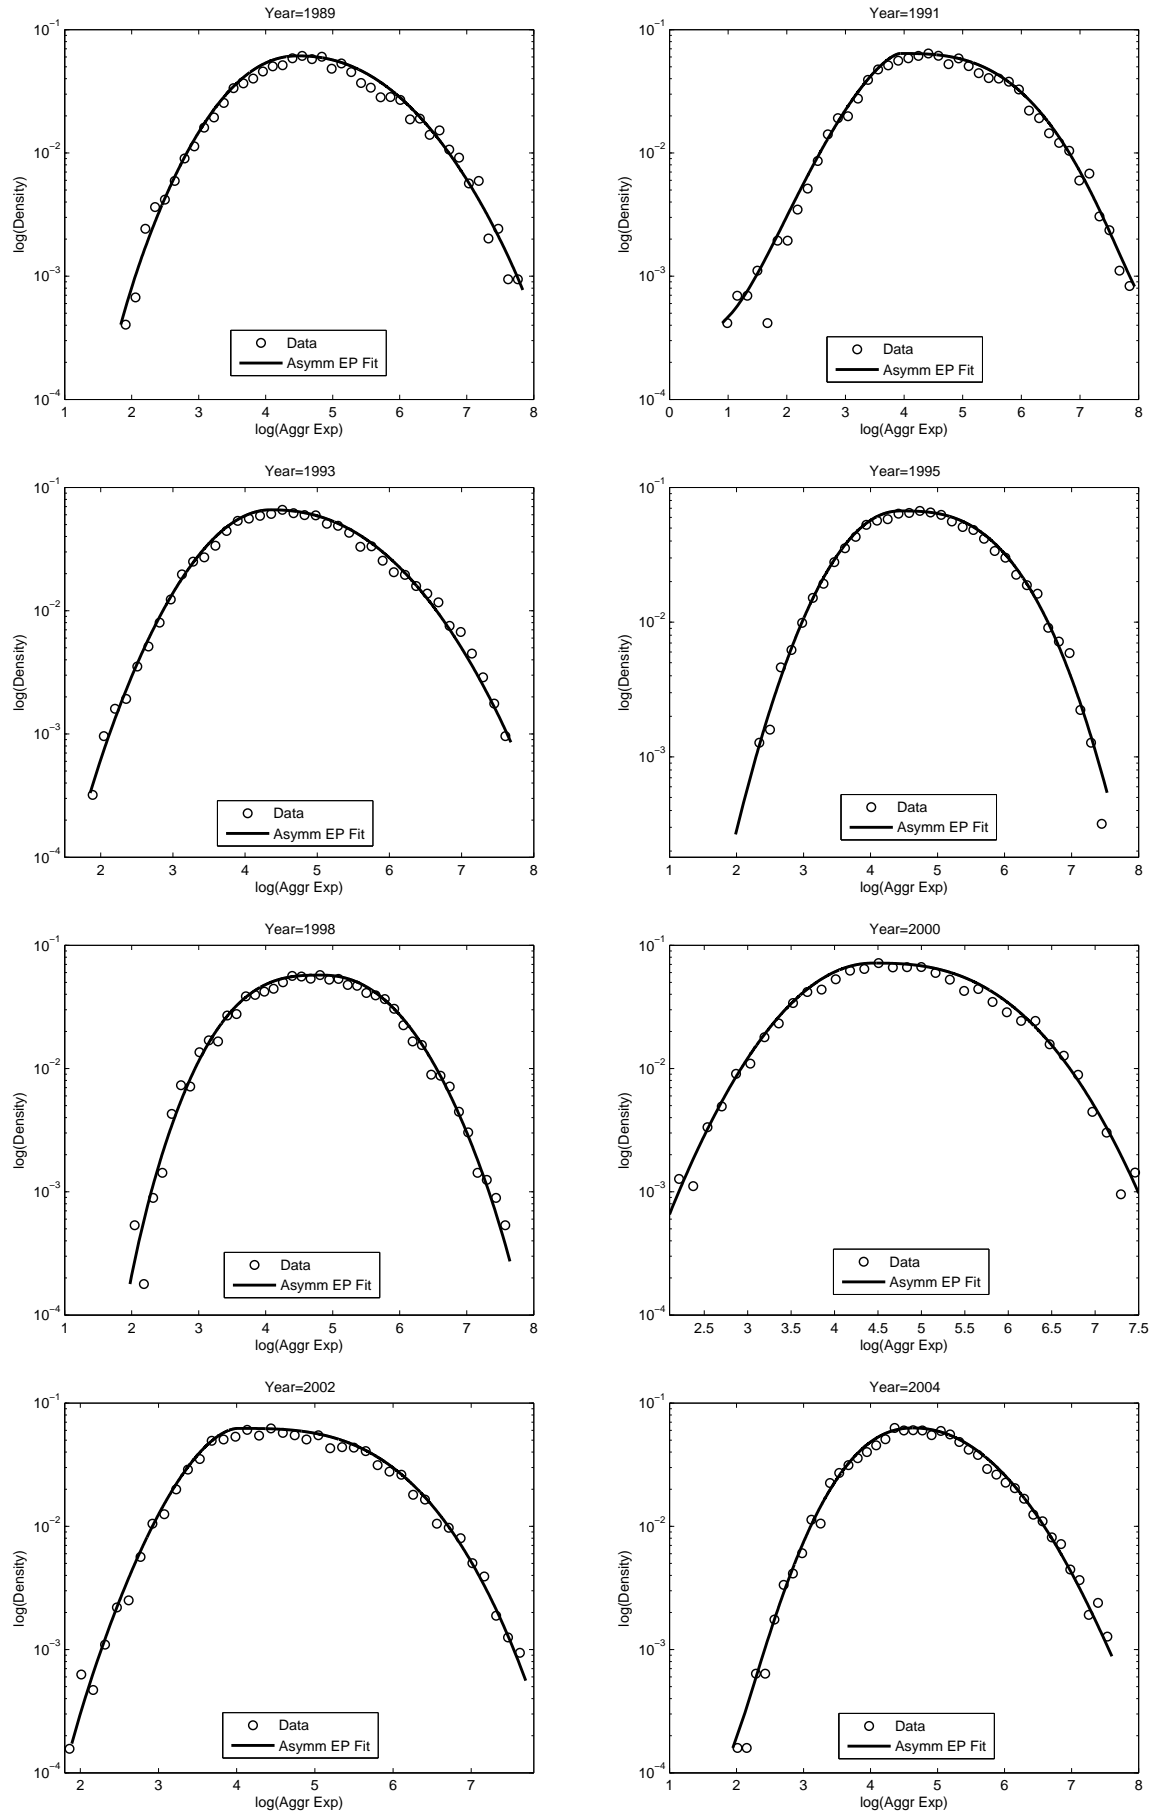 Year=1989
10⁻¹
10⁻²
10⁻³
10⁻⁴
log(Density)
Data
Asymm EP Fit
1 2 3 4 5 6 7 8
log(Aggr Exp)
Year=1991
10⁻¹
10⁻²
10⁻³
10⁻⁴
log(Density)
Data
Asymm EP Fit
0 1 2 3 4 5 6 7 8
log(Aggr Exp)
Year=1993
10⁻¹
10⁻²
10⁻³
10⁻⁴
log(Density)
Data
Asymm EP Fit
2 3 4 5 6 7 8
log(Aggr Exp)
Year=1995
10⁻¹
10⁻²
10⁻³
log(Density)
Data
Asymm EP Fit
1 2 3 4 5 6 7 8
log(Aggr Exp)
Year=1998
10⁻¹
10⁻²
10⁻³
10⁻⁴
log(Density)
Data
Asymm EP Fit
1 2 3 4 5 6 7 8
log(Aggr Exp)
Year=2000
10⁻¹
10⁻²
10⁻³
10⁻⁴
log(Density)
Data
Asymm EP Fit
2.5 3 3.5 4 4.5 5 5.5 6 6.5 7 7.5
log(Aggr Exp)
Year=2002
10⁻¹
10⁻²
10⁻³
10⁻⁴
log(Density)
Data
Asymm EP Fit
2 3 4 5 6 7
log(Aggr Exp)
Year=2004
10⁻¹
10⁻²
10⁻³
10⁻⁴
log(Density)
Data
Asymm EP Fit
1 2 3 4 5 6 7 8
log(Aggr Exp)